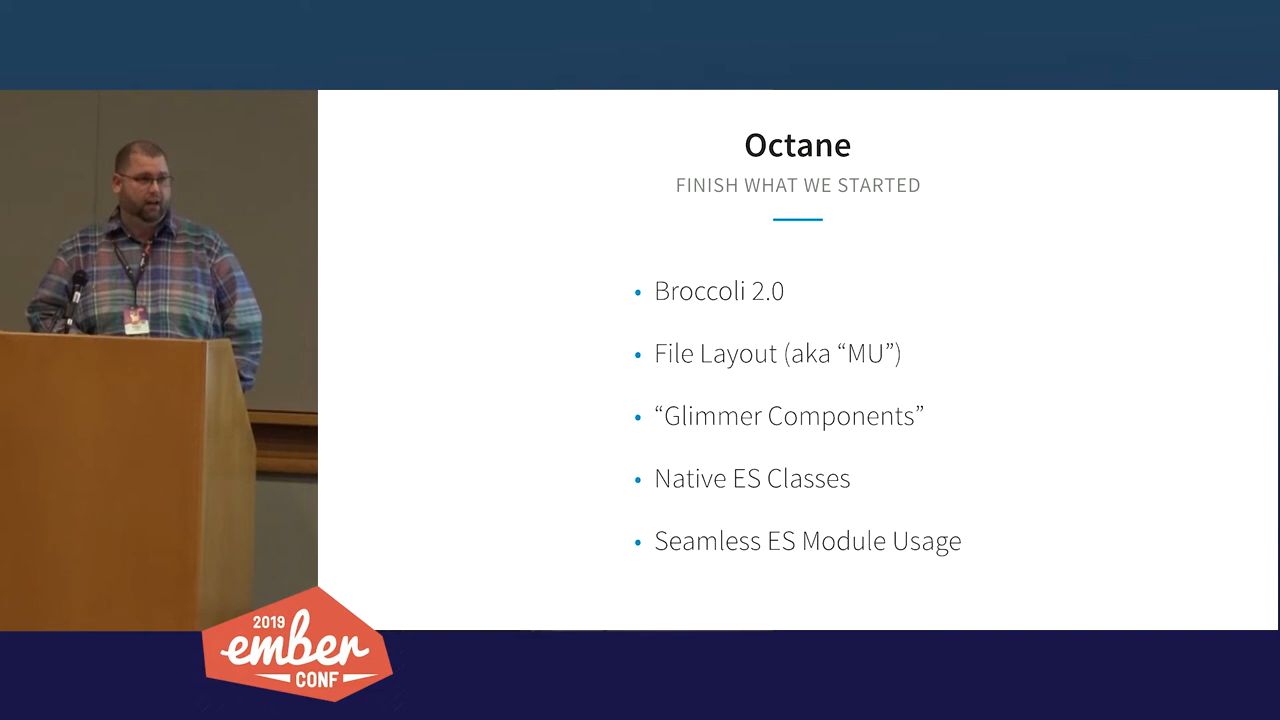 Octane
FINISH WHAT WE STARTED
• Broccoli 2.0
• File Layout (aka “MU”)
• “Glimmer Components”
• Native ES Classes
• Seamless ES Module Usage
2019
ember
CONF